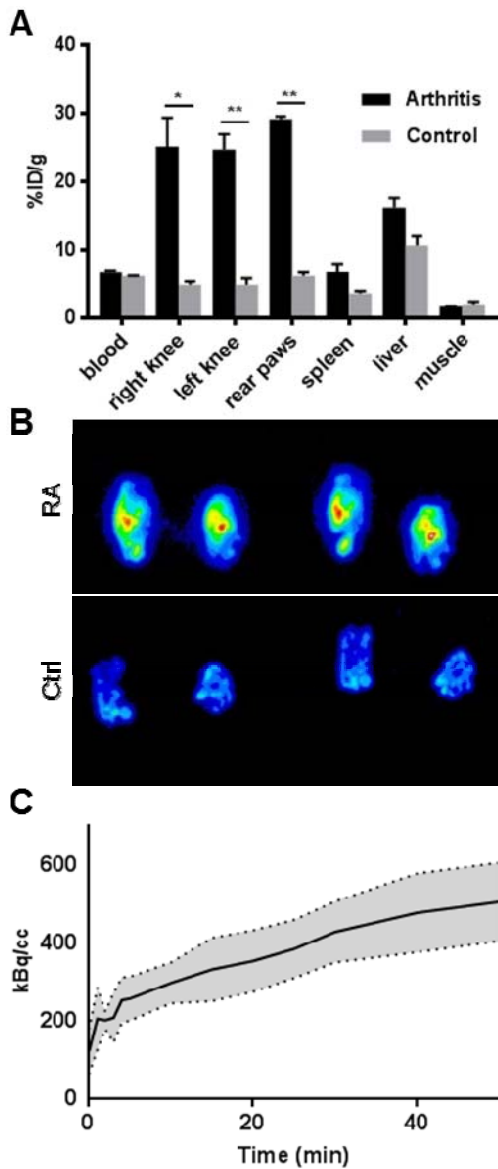 A
* ** **
40
30
20
10
0
%ID/g
Arthritis
Control
blood
right knee
left knee
rear paws
spleen
liver
muscle
B
RA
Ctrl
C
600
400
200
0
kBq/cc
0 20 40
Time (min)